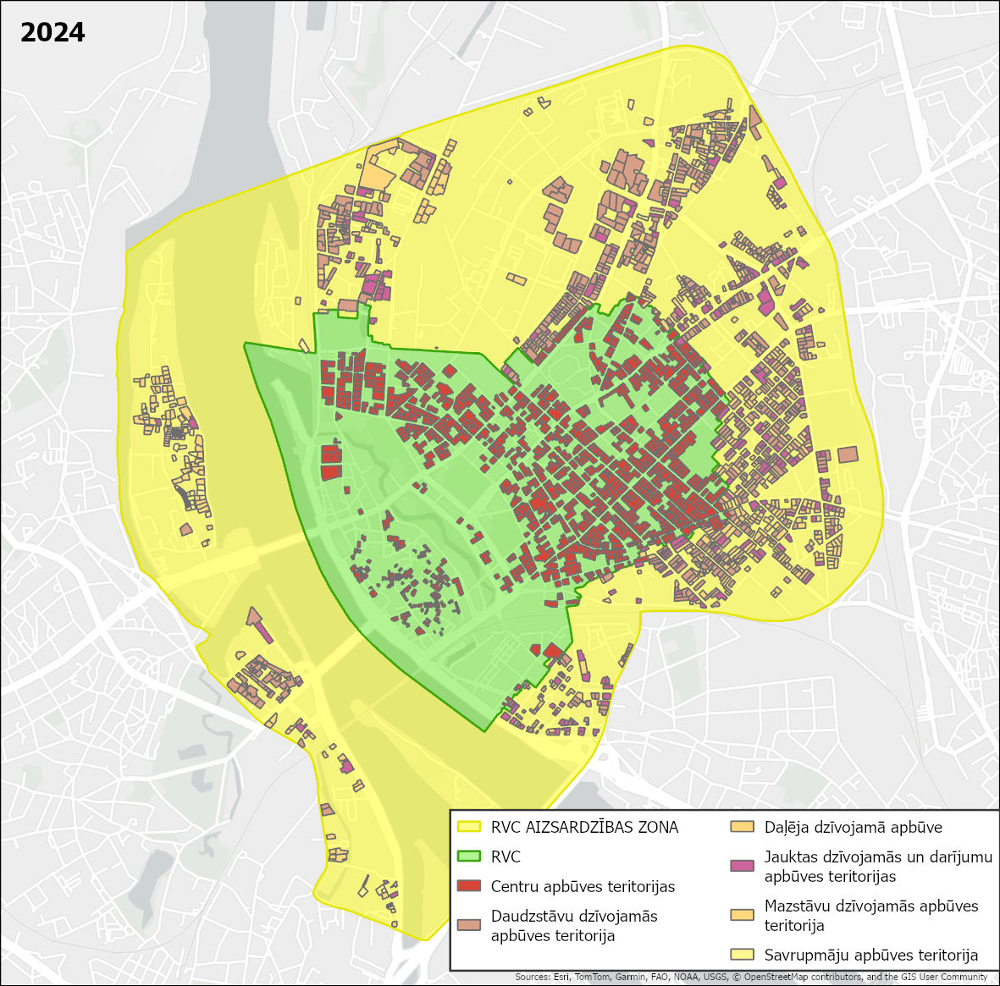 2024
RVC AIZSARDZĪBAS ZONA
RVC
Centru apbūves teritorijas
Daudzstāvu dzīvojamās
apbūves teritorija
Daļēja dzīvojamā apbūve
Jauktas dzīvojamās un darījumu
apbūves teritorijas
Mazstāvu dzīvojamās apbūves
teritorija
Savrupmāju apbūves teritorija
Sources: Esri, TomTom, Garmin, FAO, NOAA, USGS, © OpenStreetMap contributors, and the GIS User Community